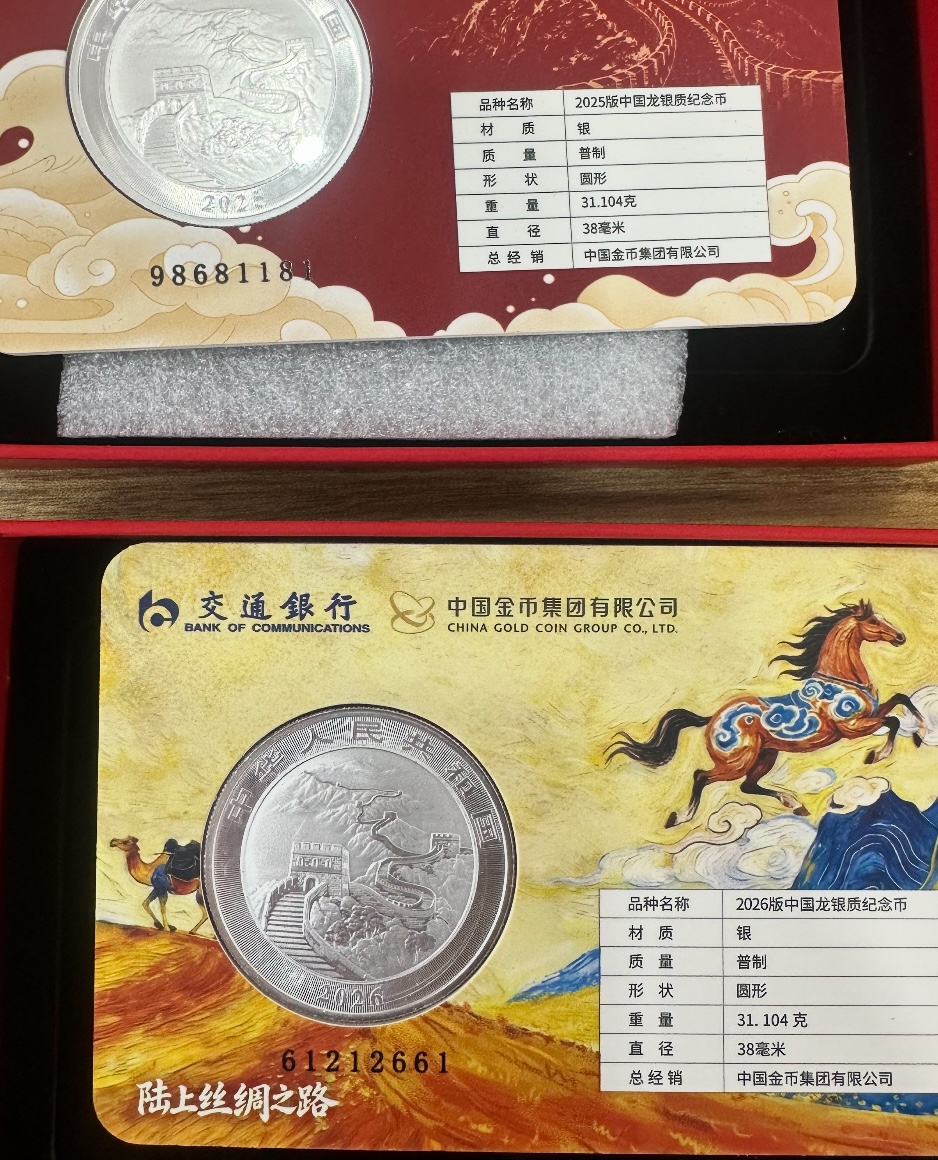 品种名称 2025版中国龙银质纪念币
材质 银
质量 普制
形状 圆形
重量 31.104克
直径 38毫米
总经销 中国金币集团有限公司
98681181
交通銀行 中国金币集团有限公司
BANK OF COMMUNICATIONS CHINA GOLD COIN GROUP CO., LTD.
中华人民共和国
2026
品种名称 2026版中国龙银质纪念币
材质 银
质量 普制
形状 圆形
重量 31.104克
直径 38毫米
总经销 中国金币集团有限公司
61212661
陆上丝绸之路